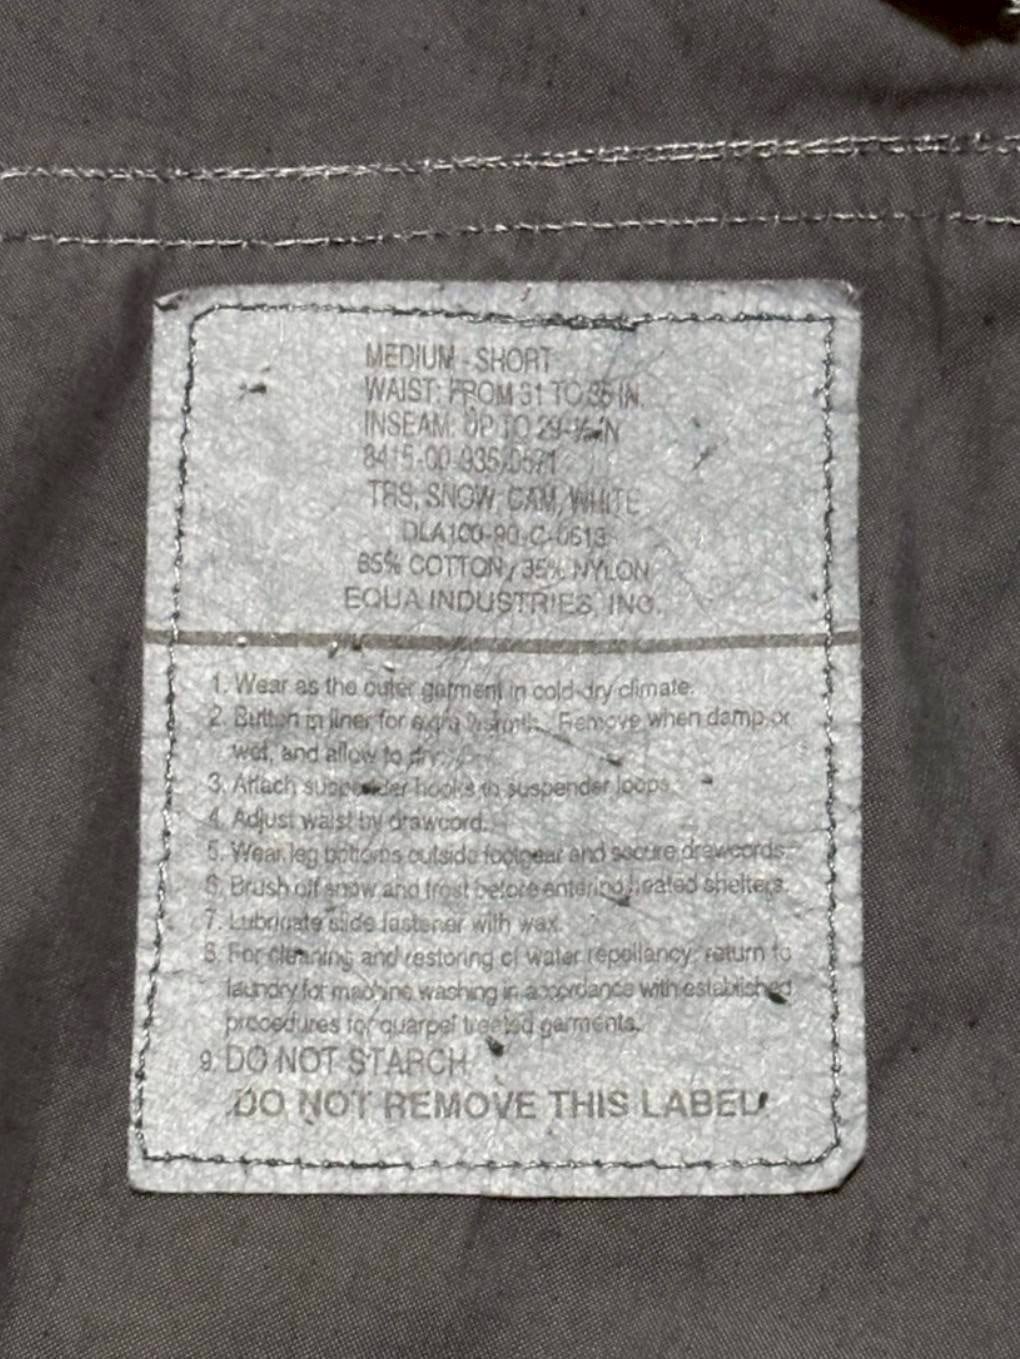 MEDIUM - SHORT
WAIST: FROM 31 TO 35 IN.
INSEAM: UP TO 29-½ IN
8415-00-935-0571
TRS, SNOW CAM, WHITE
DLA100-90-C-0513
65% COTTON / 35% NYLON
EQUA INDUSTRIES, INC.
1. Wear as the outer garment in cold-dry climate.
2. Button in liner for extra warmth. Remove when damp or
wet, and allow to dry.
3. Attach suspender hooks to suspender loops.
4. Adjust waist by drawcord.
5. Wear leg bottoms outside footgear and secure drawcords.
6. Brush off snow and frost before entering heated shelters.
7. Lubricate slide fastener with wax.
8. For cleaning and restoring of water repellancy, return to
laundry for machine washing in accordance with established
procedures for quarpel treated garments.
9. DO NOT STARCH
DO NOT REMOVE THIS LABEL